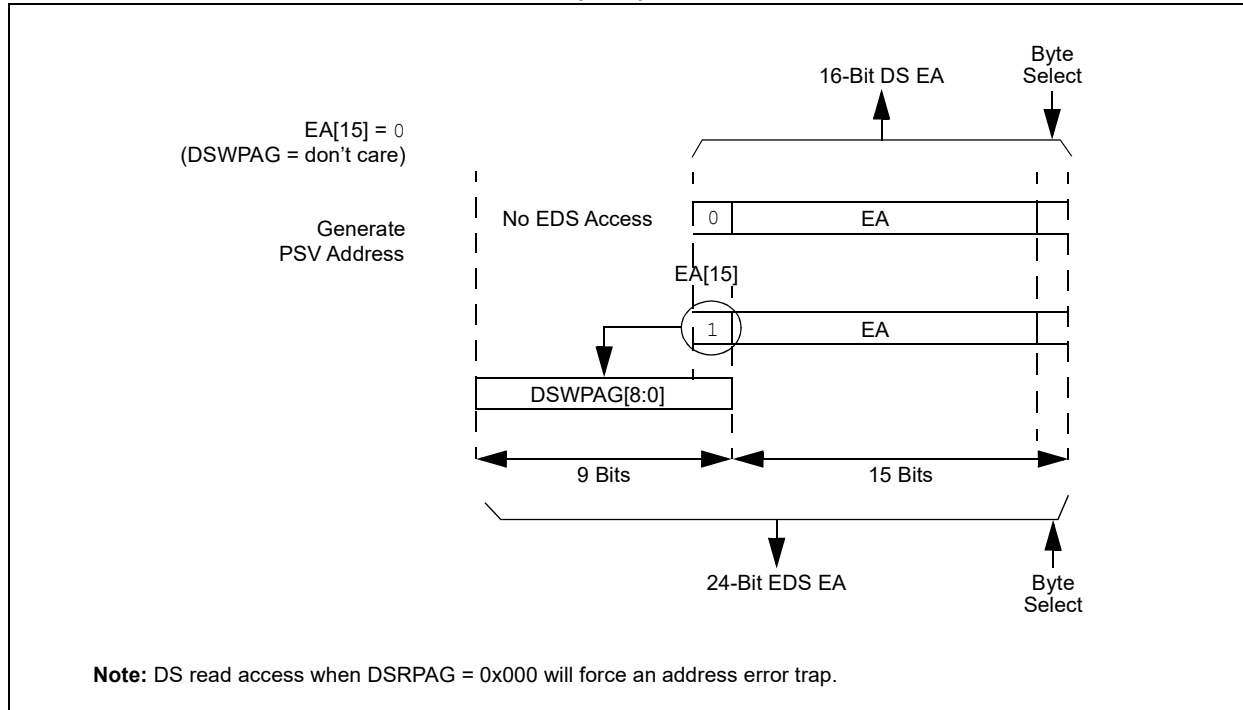 16-Bit DS EA
Byte
Select
EA[15] = 0
(DSWPAG = don't care)
Generate
PSV Address
No EDS Access
0
EA
EA[15]
1
EA
DSWPAG[8:0]
9 Bits
15 Bits
24-Bit EDS EA
Byte
Select
Note: DS read access when DSRPAG = 0x000 will force an address error trap.